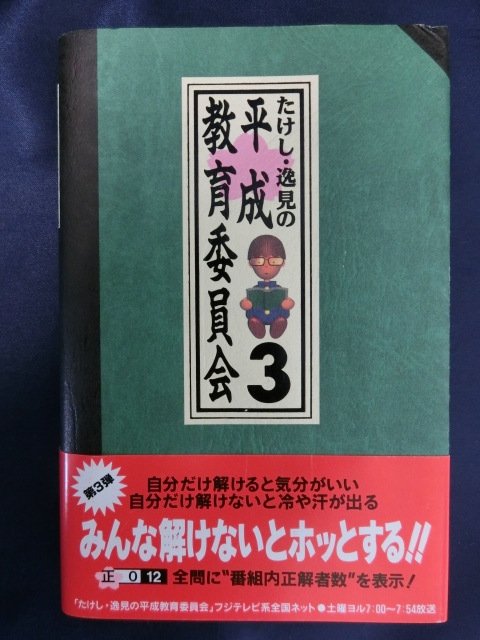 たけし・逸見の
平成
教育委員会
3
第3弾
自分だけ解けると気分がいい
自分だけ解けないと冷や汗が出る
みんな解けないとホッとする!!
正 0 12 全問に"番組内正解者数"を表示!
「たけし・逸見の平成教育委員会」フジテレビ系全国ネット●土曜ヨル7:00〜7:54放送